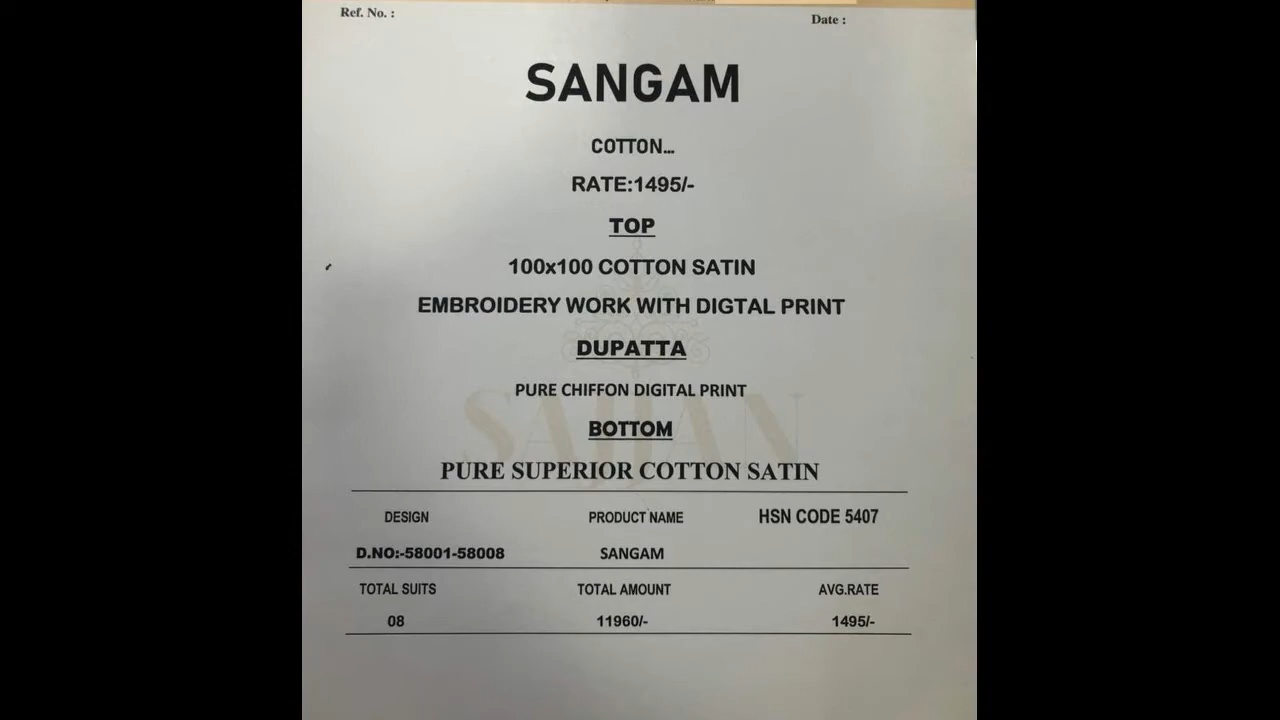 Ref. No. :
Date :
SANGAM
COTTON...
RATE:1495/-
TOP
100x100 COTTON SATIN
EMBROIDERY WORK WITH DIGTAL PRINT
DUPATTA
PURE CHIFFON DIGITAL PRINT
SAJJAN
BOTTOM
PURE SUPERIOR COTTON SATIN
DESIGN PRODUCT NAME HSN CODE 5407
D.NO:-58001-58008 SANGAM
TOTAL SUITS TOTAL AMOUNT AVG.RATE
08 11960/- 1495/-